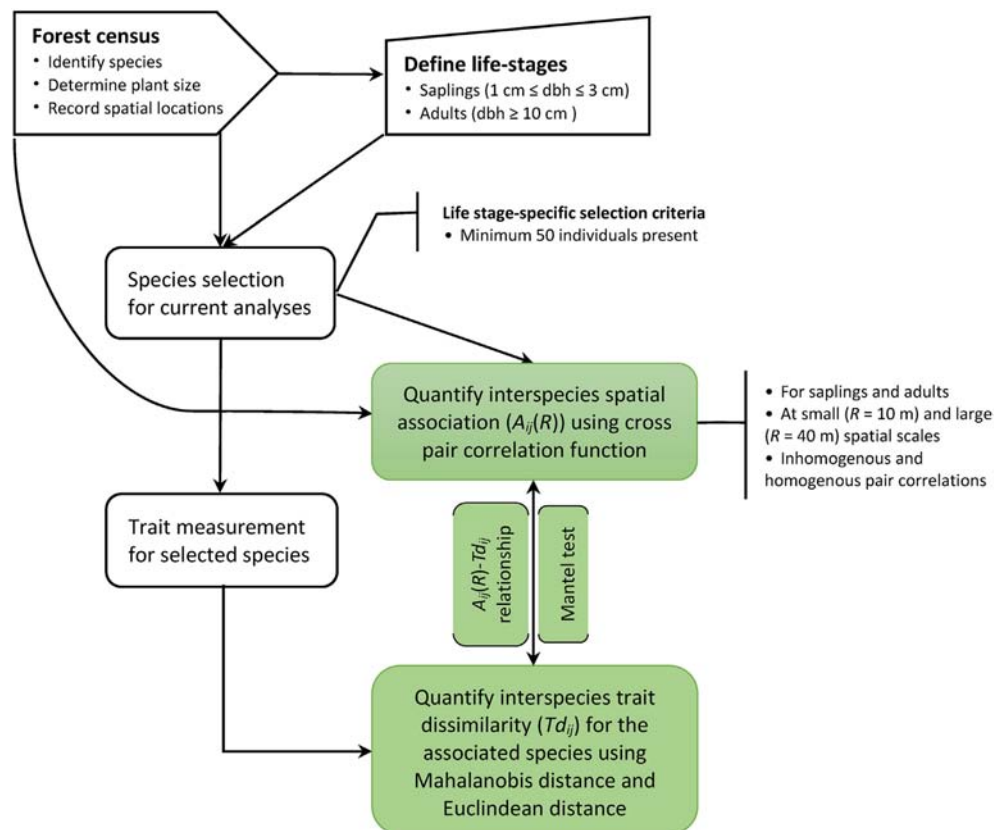 Forest census
• Identify species
• Determine plant size
• Record spatial locations
Define life-stages
• Saplings (1 cm ≤ dbh ≤ 3 cm)
• Adults (dbh ≥ 10 cm )
Life stage-specific selection criteria
• Minimum 50 individuals present
Species selection
for current analyses
Quantify interspecies spatial
association (Aij(R)) using cross
pair correlation function
• For saplings and adults
• At small (R = 10 m) and large
(R = 40 m) spatial scales
• Inhomogenous and
homogenous pair correlations
Trait measurement
for selected species
Aij(R)-Tdij
relationship
Mantel test
Quantify interspecies trait
dissimilarity (Tdij) for the
associated species using
Mahalanobis distance and
Euclindean distance